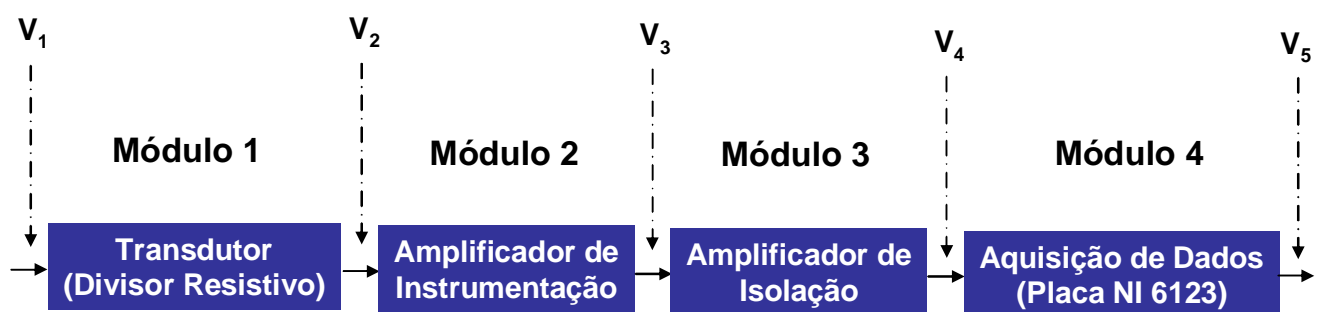 V1 V2 V3 V4 V5
Módulo 1 Módulo 2 Módulo 3 Módulo 4
Transdutor
(Divisor Resistivo)
Amplificador de
Instrumentação
Amplificador de
Isolação
Aquisição de Dados
(Placa NI 6123)